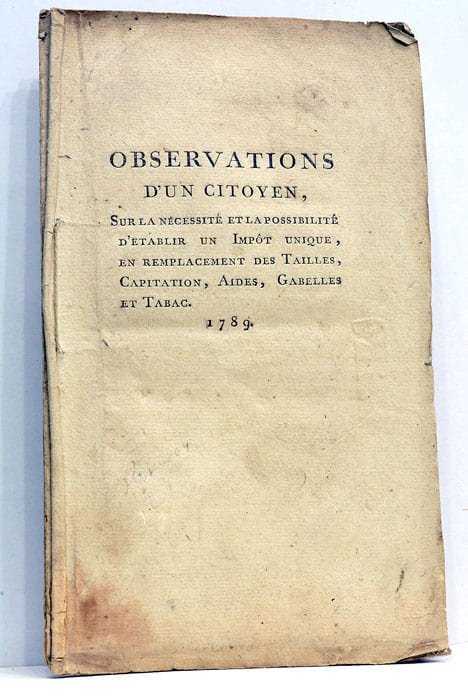 OBSERVATIONS
D'UN CITOYEN,
SUR LA NÉCESSITÉ ET LA POSSIBILITÉ
D'ETABLIR UN IMPÔT UNIQUE,
EN REMPLACEMENT DES TAILLES,
CAPITATION, AIDES, GABELLES
ET TABAC.
1789.